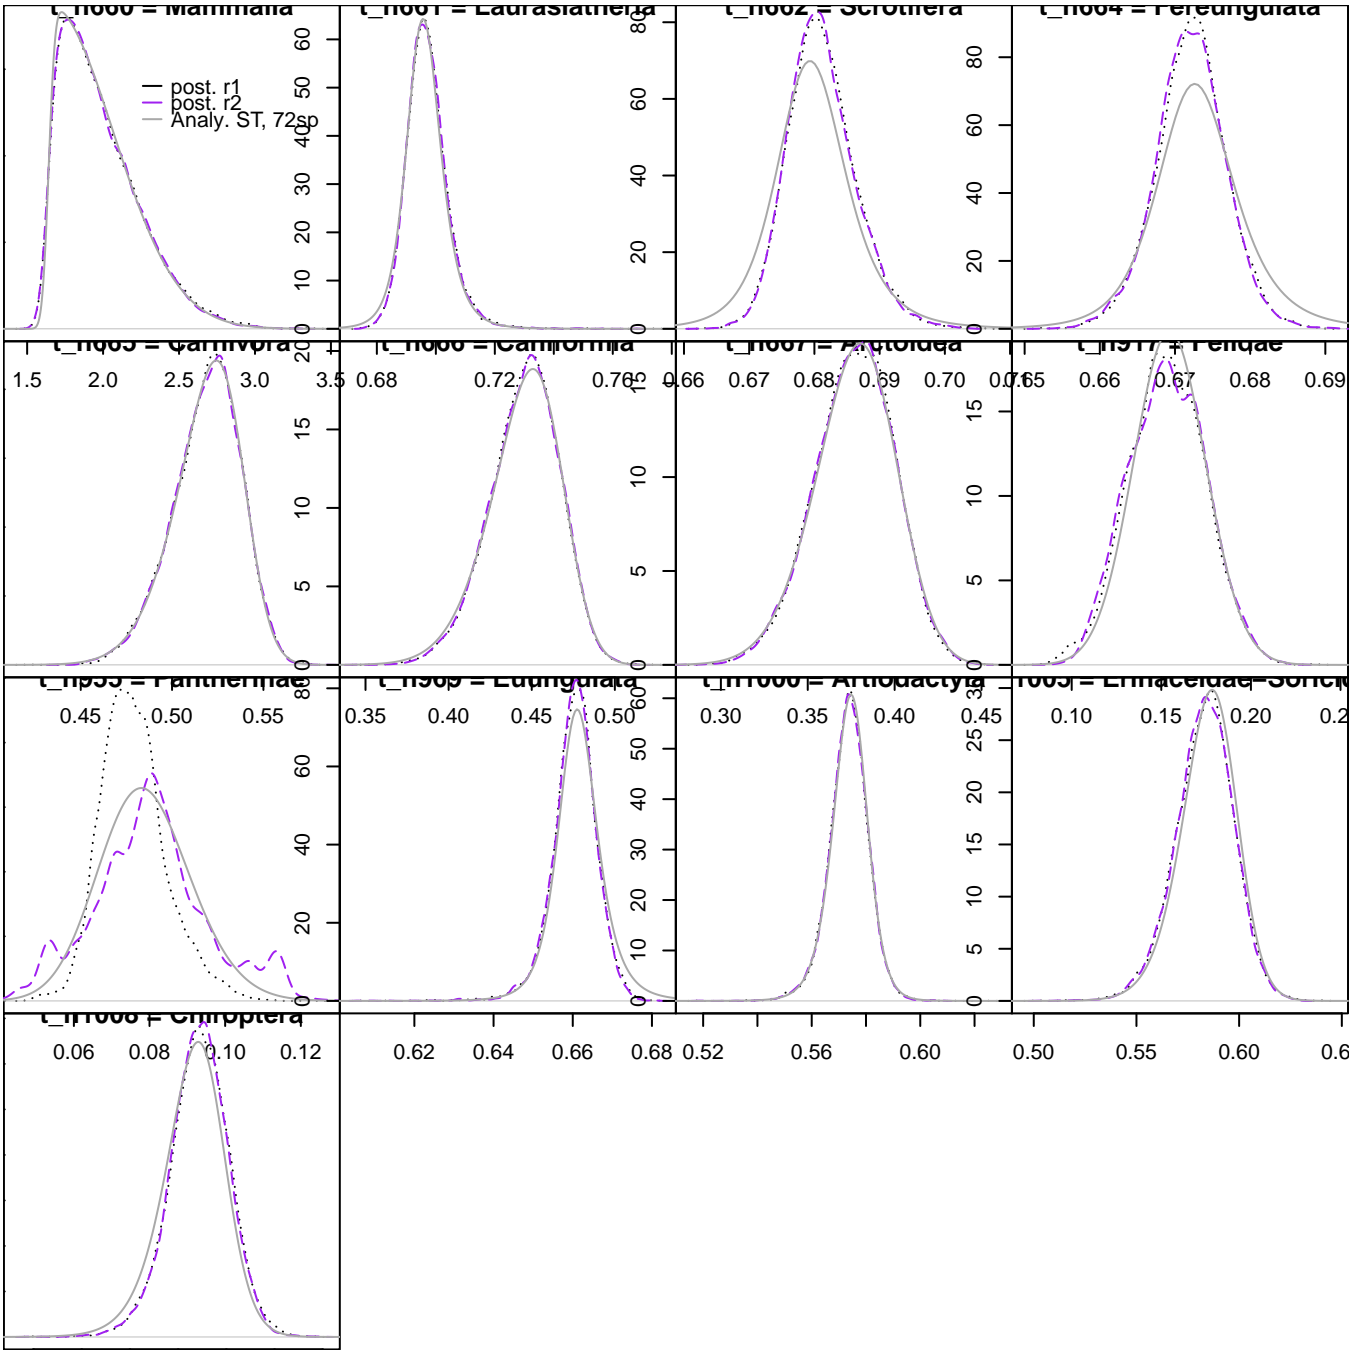 t_n660 = Mammalia
t_n661 = Laurasiatheria
t_n662 = Scrotifera
t_n664 = Fereungulata
post. r1
post. r2
Analy. ST, 72sp
0 10 20 30 40 50 60
0 20 40 60 80
0 20 40 60 80
1.5 2.0 2.5 3.0 3.5
0.68 0.72 0.76
0.66 0.67 0.68 0.69 0.70 0.71
0.65 0.66 0.67 0.68 0.69
t_n665 = Carnivora
t_n666 = Caniformia
t_n667 = Arctoidea
t_n917 = Felidae
0 5 10 15 20
0 5 10 15
0 5 10 15
0.45 0.50 0.55
0.35 0.40 0.45 0.50
0.30 0.35 0.40 0.45
0.10 0.15 0.20
t_n955 = Pantherinae
t_n969 = Euungulata
t_n1000 = Artiodactyla
= Erinaceidae−Soricidae
0 20 40 60 80
0 10 20 30 40 50 60
0 5 10 15 20 25 30
0.06 0.08 0.10 0.12
0.62 0.64 0.66 0.68
0.52 0.56 0.60
0.50 0.55 0.60
t_n1008 = Chiroptera